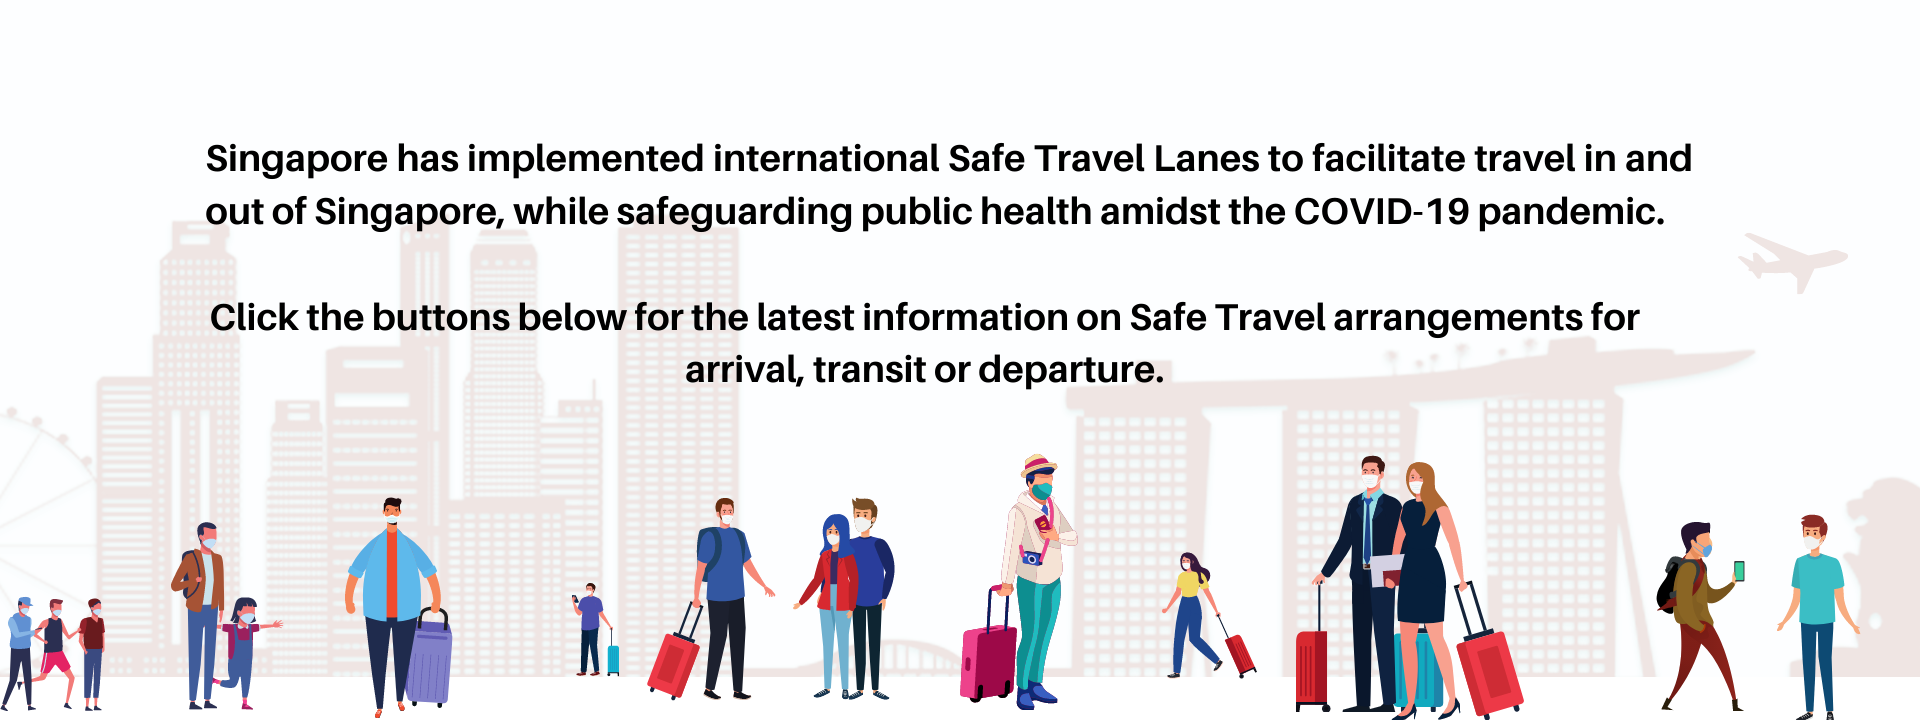 Singapore has implemented international Safe Travel Lanes to facilitate travel in and
out of Singapore, while safeguarding public health amidst the COVID-19 pandemic.
Click the buttons below for the latest information on Safe Travel arrangements for
arrival, transit or departure.